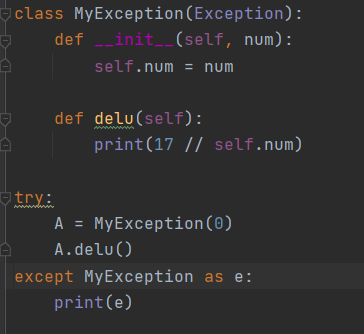 class MyException(Exception):
    def __init__(self, num):
        self.num = num
    def delu(self):
        print(17 // self.num)
try:
    A = MyException(0)
    A.delu()
except MyException as e:
    print(e)